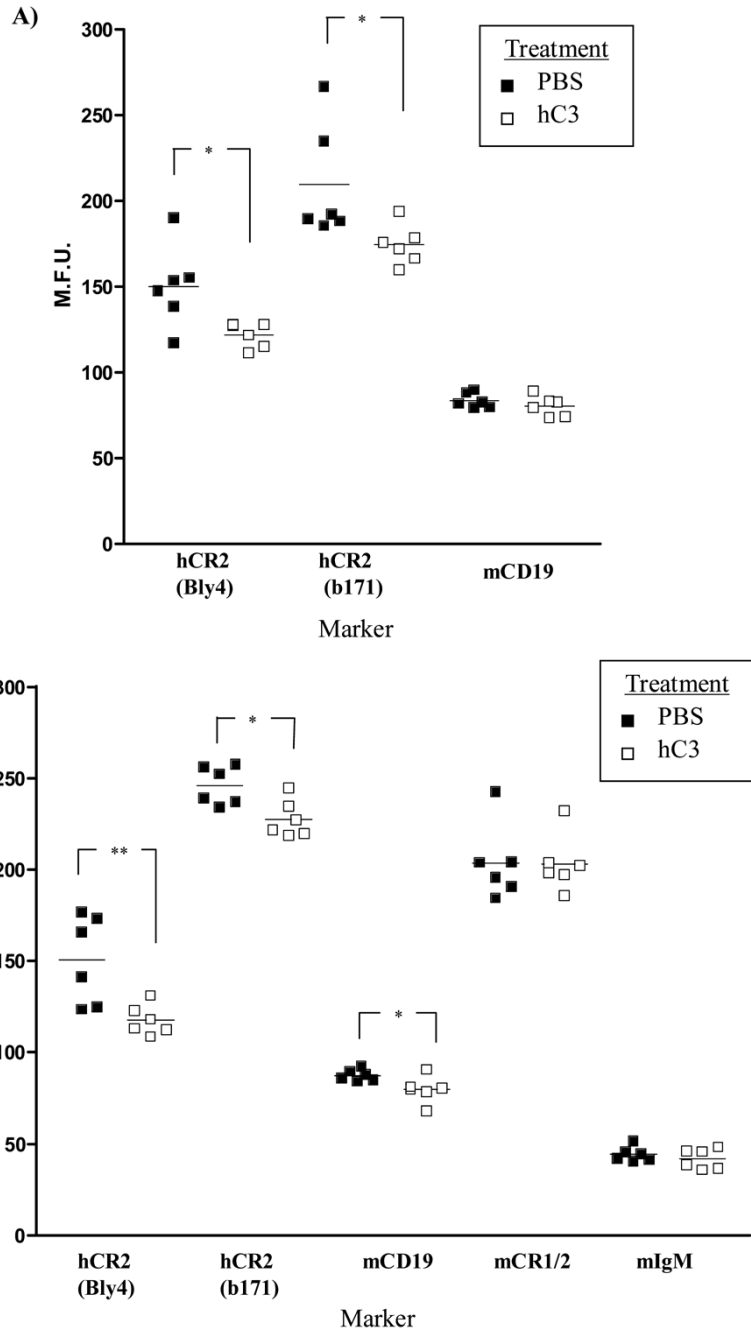 A)
300
250
200
150
100
50
0
M.F.U.
*
*
Treatment
PBS
hC3
hCR2
(Bly4)
hCR2
(b171)
mCD19
Marker
300
250
200
150
100
50
0
**
*
*
Treatment
PBS
hC3
hCR2
(Bly4)
hCR2
(b171)
mCD19
mCR1/2
mIgM
Marker